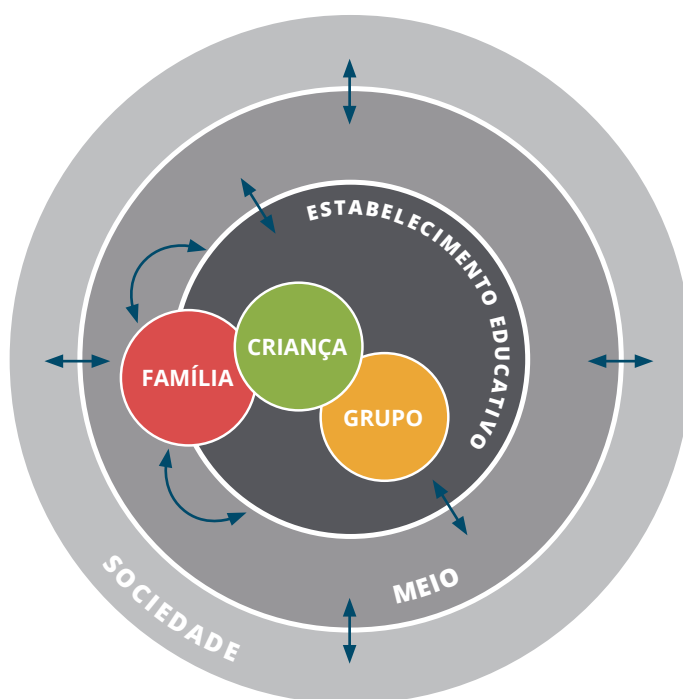 ESTABELECIMENTO EDUCATIVO
CRIANÇA
FAMÍLIA
GRUPO
MEIO
SOCIEDADE